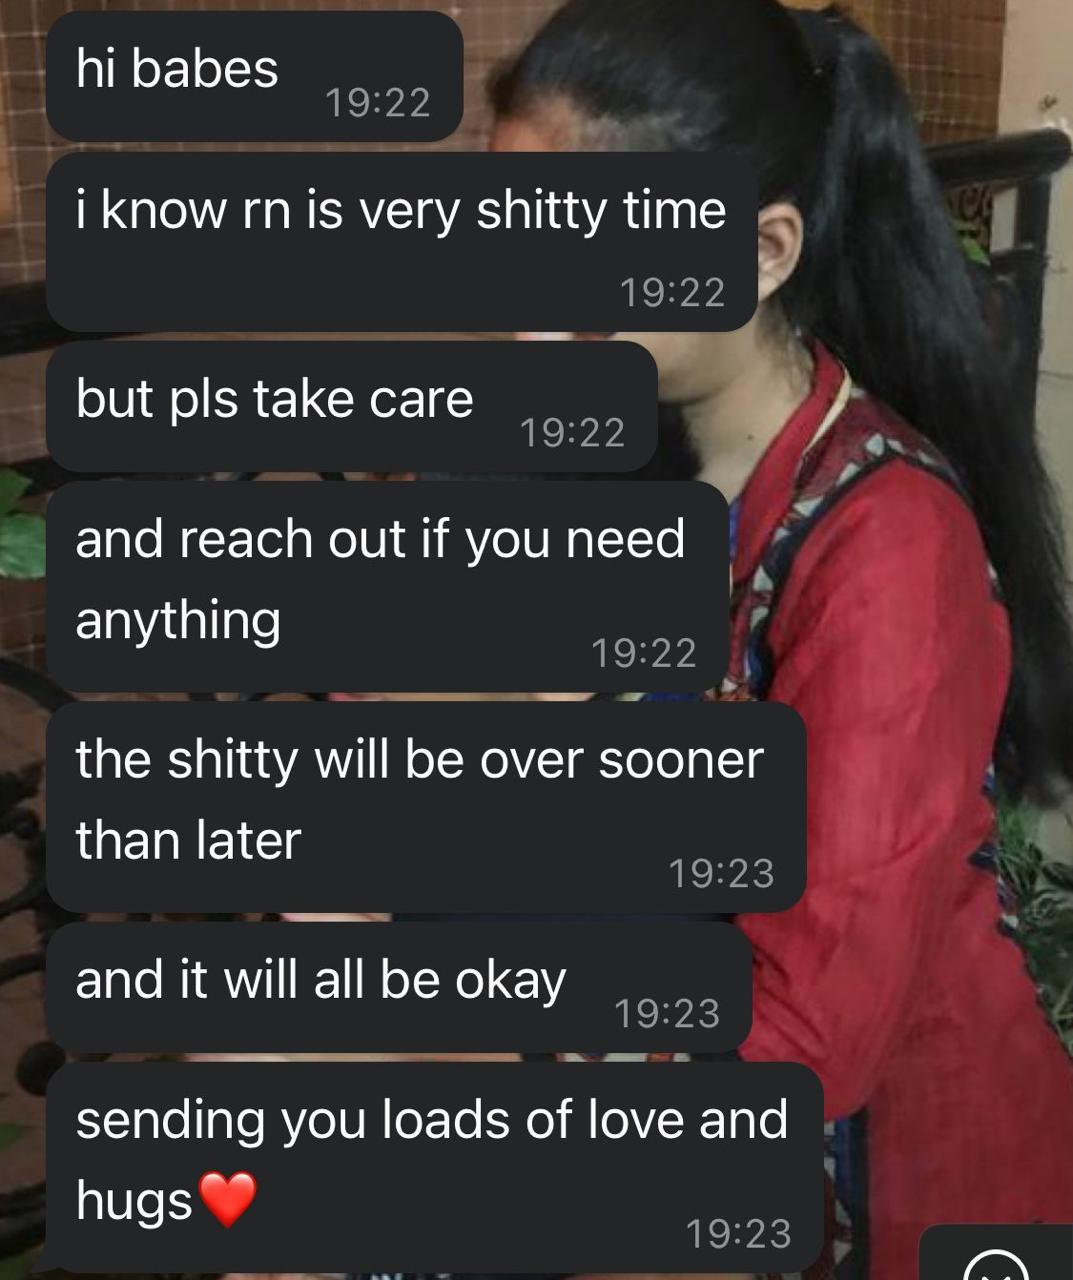 hi babes
19:22
i know rn is very shitty time
19:22
but pls take care
19:22
and reach out if you need
anything
19:22
the shitty will be over sooner
than later
19:23
and it will all be okay
19:23
sending you loads of love and
hugs❤️
19:23